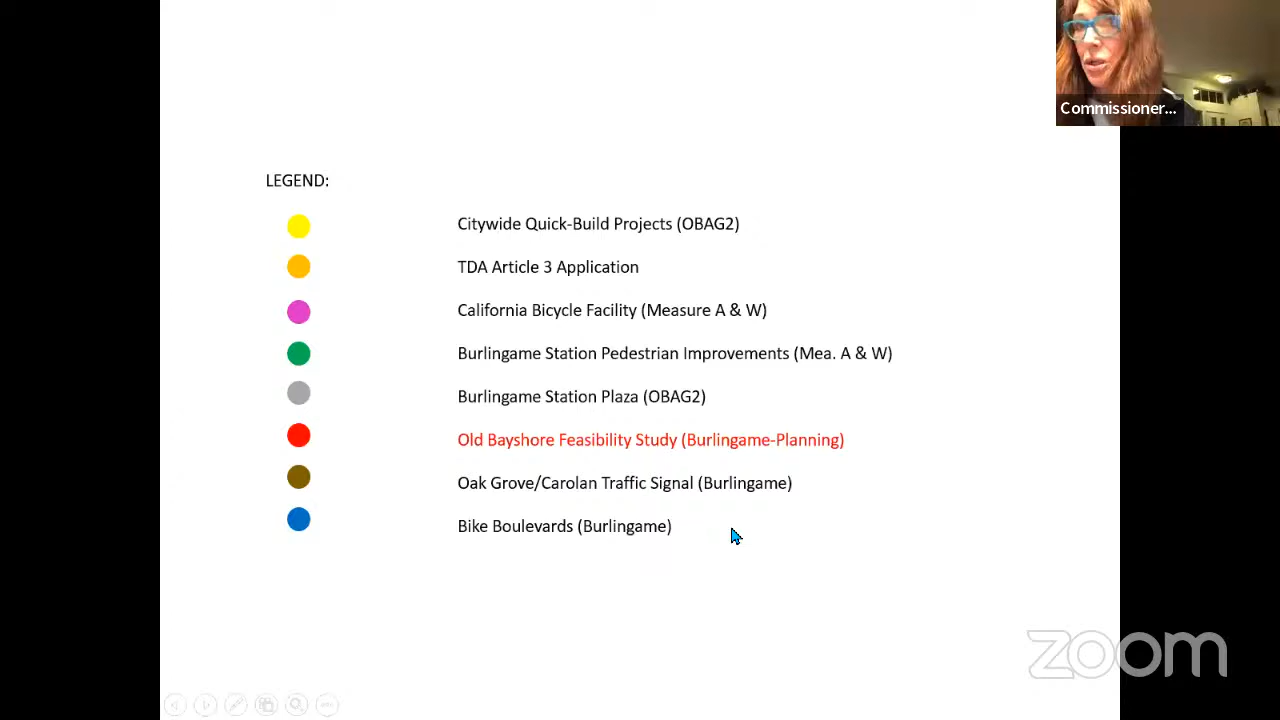 Commissioner...
LEGEND:
Citywide Quick-Build Projects (OBAG2)
TDA Article 3 Application
California Bicycle Facility (Measure A & W)
Burlingame Station Pedestrian Improvements (Mea. A & W)
Burlingame Station Plaza (OBAG2)
Old Bayshore Feasibility Study (Burlingame-Planning)
Oak Grove/Carolan Traffic Signal (Burlingame)
Bike Boulevards (Burlingame)
zoom